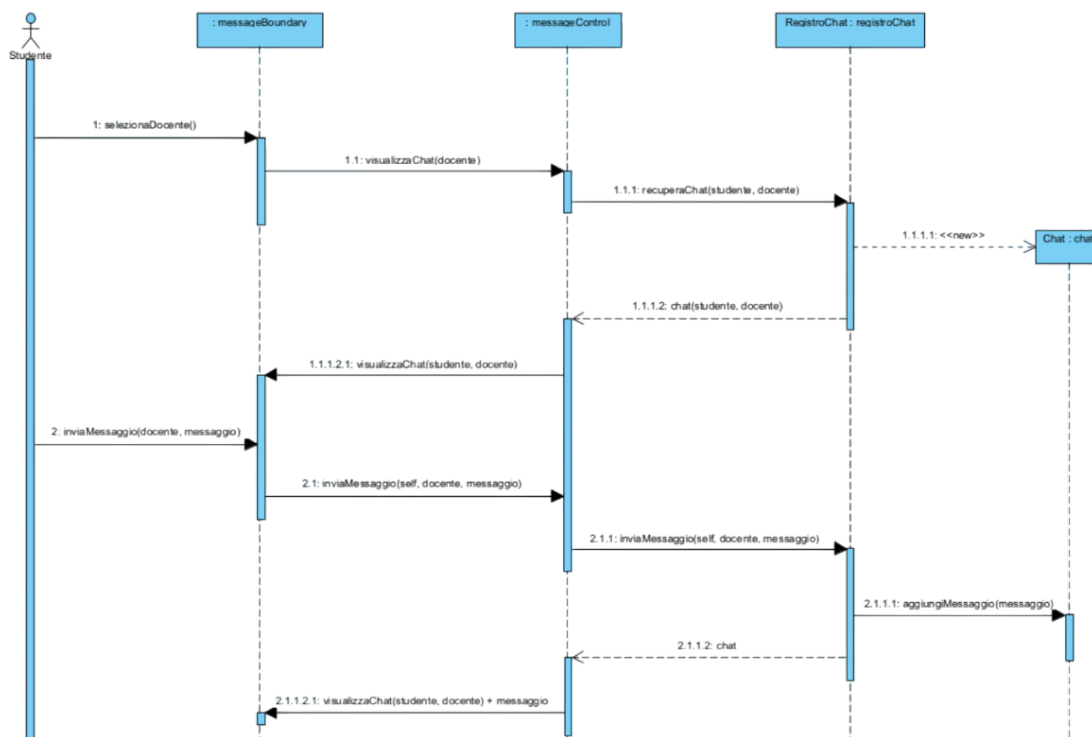 : messageBoundary
: messageControl
RegistroChat : registroChat
Studente
1: selezionaDocente()
1.1: visualizzaChat(docente)
1.1.1: recuperaChat(studente, docente)
1.1.1.1: <<new>>
Chat : chat
1.1.1.2: chat(studente, docente)
1.1.1.2.1: visualizzaChat(studente, docente)
2: inviaMessaggio(docente, messaggio)
2.1: inviaMessaggio(self, docente, messaggio)
2.1.1: inviaMessaggio(self, docente, messaggio)
2.1.1.1: aggiungiMessaggio(messaggio)
2.1.1.2: chat
2.1.1.2.1: visualizzaChat(studente, docente) + messaggio